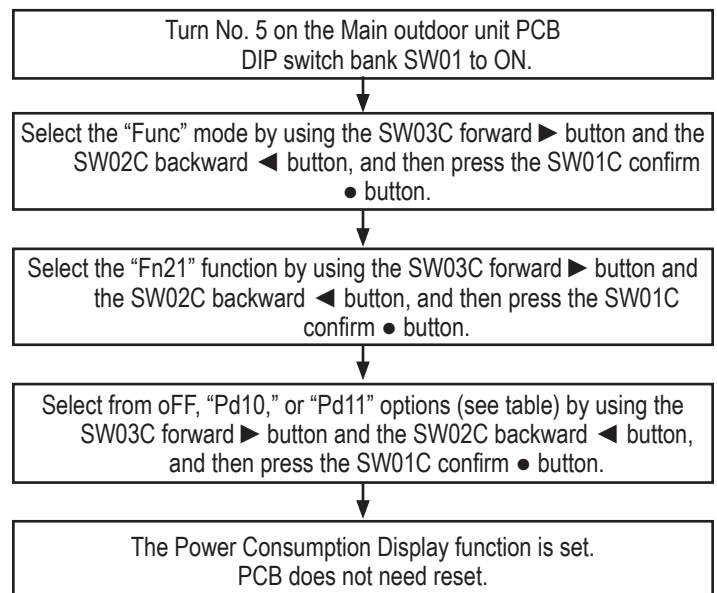 Turn No. 5 on the Main outdoor unit PCB
DIP switch bank SW01 to ON.
Select the “Func” mode by using the SW03C forward ► button and the
SW02C backward ◄ button, and then press the SW01C confirm
● button.
Select the “Fn21” function by using the SW03C forward ► button and
the SW02C backward ◄ button, and then press the SW01C
confirm ● button.
Select from oFF, “Pd10,” or “Pd11” options (see table) by using the
SW03C forward ► button and the SW02C backward ◄ button,
and then press the SW01C confirm ● button.
The Power Consumption Display function is set.
PCB does not need reset.